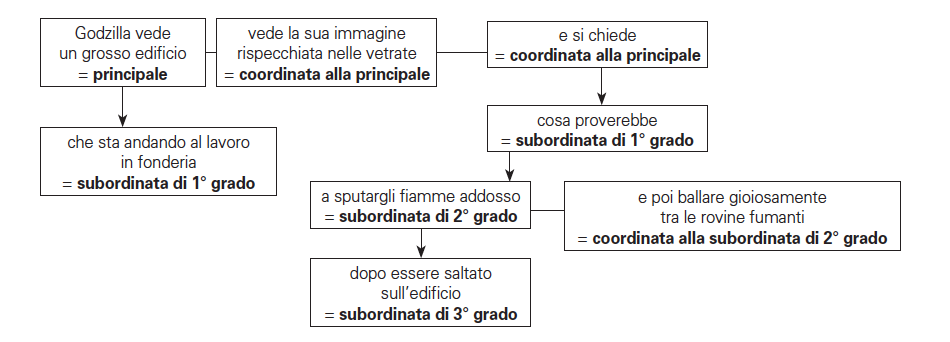 Godzilla vede
un grosso edificio
= principale
vede la sua immagine
rispecchiata nelle vetrate
= coordinata alla principale
e si chiede
= coordinata alla principale
che sta andando al lavoro
in fonderia
= subordinata di 1° grado
cosa proverebbe
= subordinata di 1° grado
a sputargli fiamme addosso
= subordinata di 2° grado
e poi ballare gioiosamente
tra le rovine fumanti
= coordinata alla subordinata di 2° grado
dopo essere saltato
sull’edificio
= subordinata di 3° grado